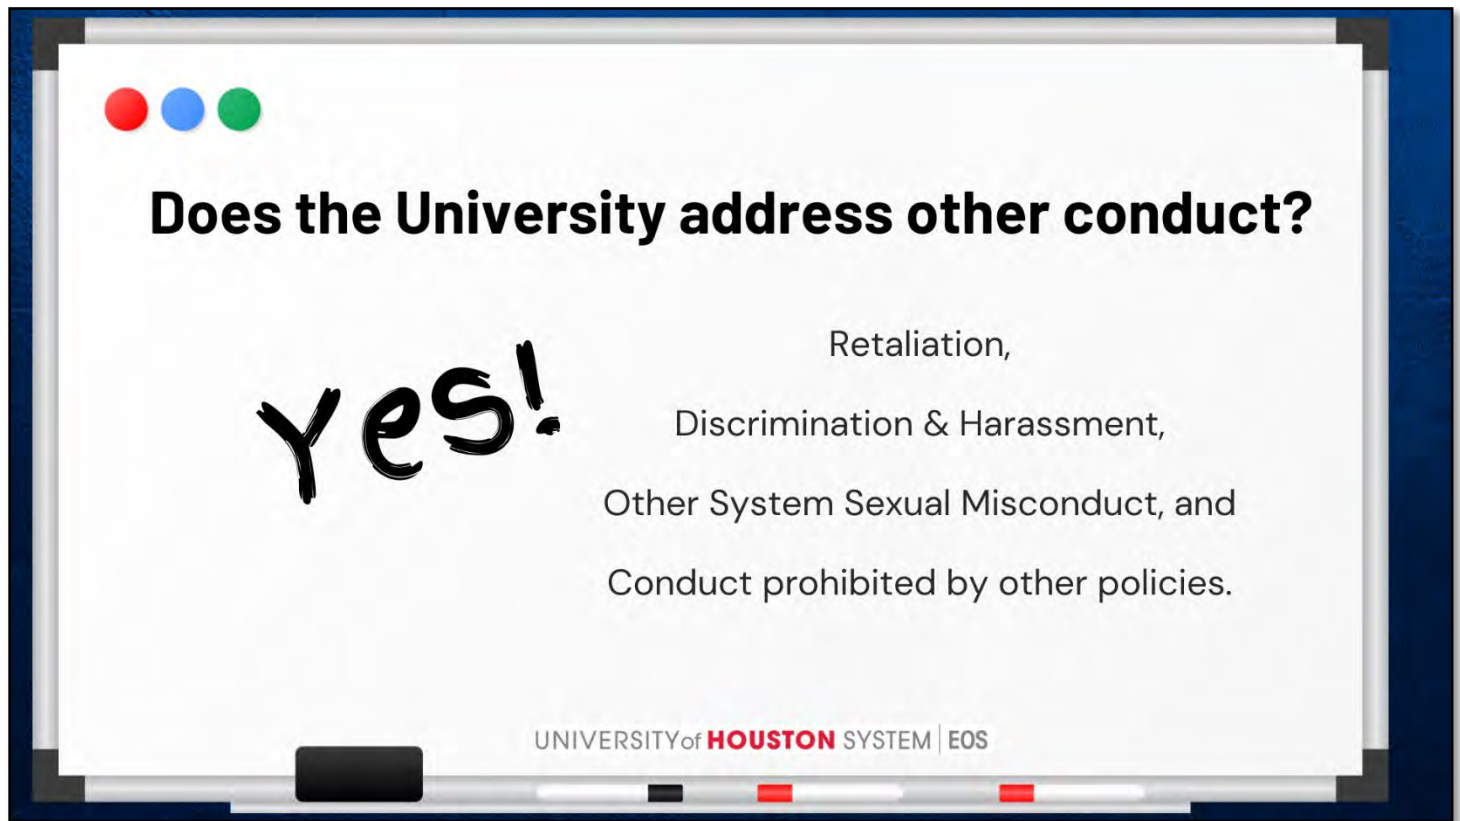 Does the University address other conduct?
Yes!
Retaliation,
Discrimination & Harassment,
Other System Sexual Misconduct, and
Conduct prohibited by other policies.
UNIVERSITY of HOUSTON SYSTEM | EOS